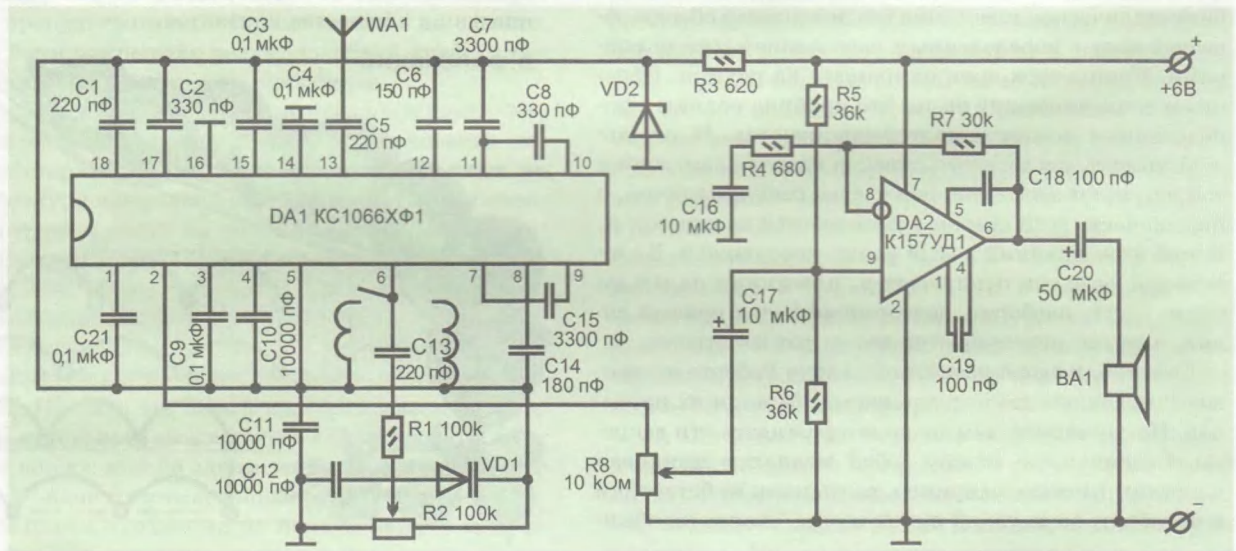 C3
0,1 мкФ
WA1
C7
3300 пФ
+
+6В
C1
220 пФ
C2
330 пФ
C4
0,1 мкФ
C6
150 пФ
C8
330 пФ
C5
220 пФ
VD2
R3 620
R5
36k
R7 30k
R4 680
18 17 16 15 14 13 12 11 10
C18 100 пФ
DA1 КС1066ХФ1
C16
10 мкФ
8 7 5
DA2
К157УД1
6
9 1 4
2
C20
50 мкФ
+
1 2 3 4 5 6 7 8 9
C21
0,1 мкФ
C9
0,1 мкФ
C10
10000 пФ
C13
220 пФ
C15
3300 пФ
C14
180 пФ
C17
+ 10 мкФ
C19
100 пФ
BA1
R6
36k
C11
10000 пФ
R1 100k
C12
10000 пФ
VD1
R2 100k
R8
10 кОм
−